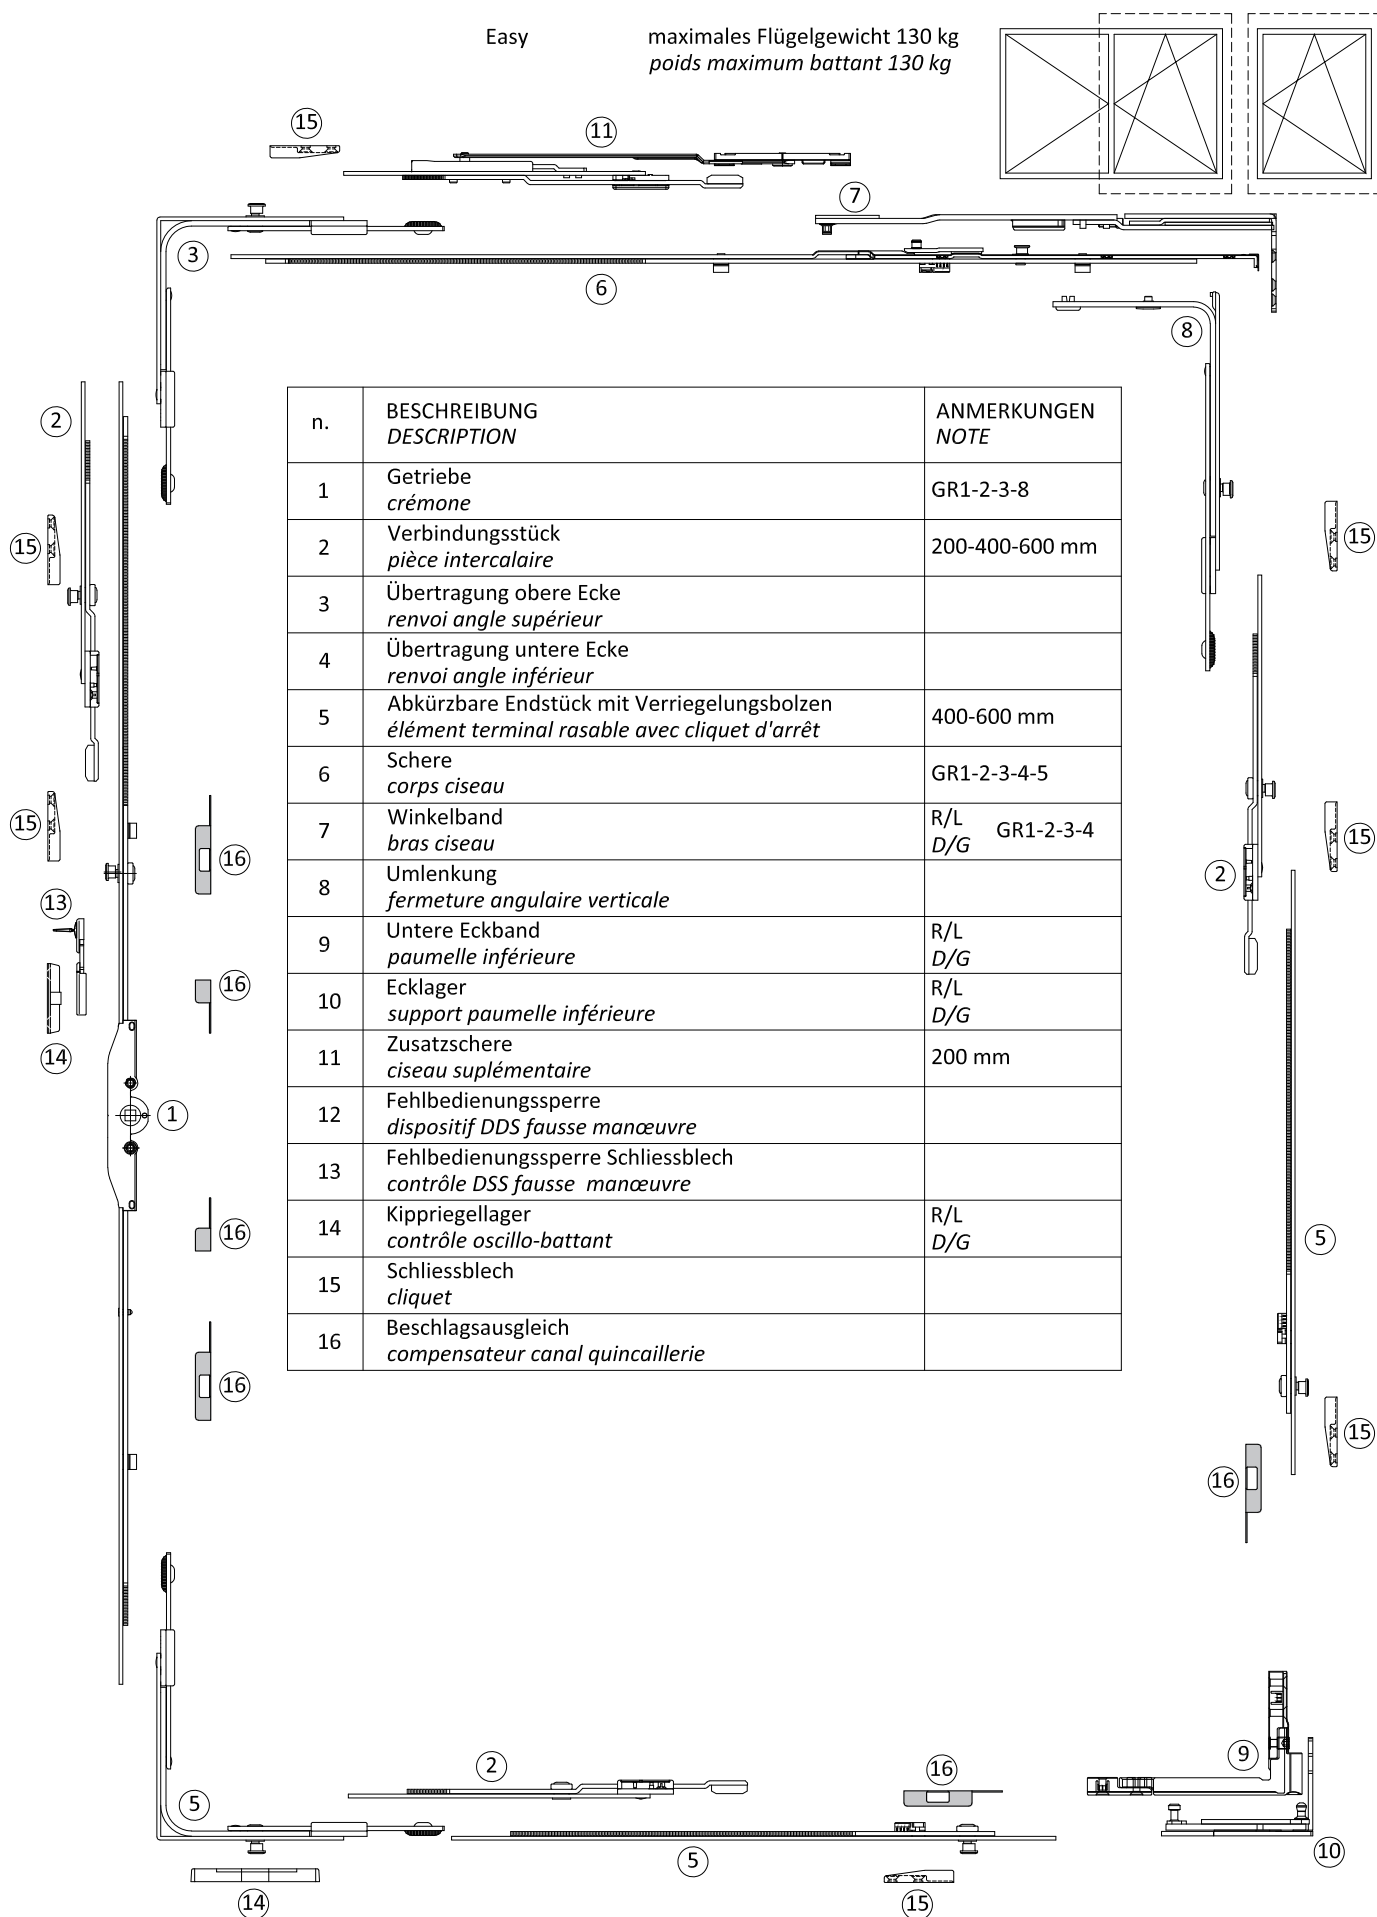 Easy
maximales Flügelgewicht 130 kg
poids maximum battant 130 kg
15
11
7
3
6
8
2
n.
BESCHREIBUNG
DESCRIPTION
ANMERKUNGEN
NOTE
1
Getriebe
crémone
GR1-2-3-8
2
Verbindungsstück
pièce intercalaire
200-400-600 mm
3
Übertragung obere Ecke
renvoi angle supérieur
4
Übertragung untere Ecke
renvoi angle inférieur
5
Abkürzbare Endstück mit Verriegelungsbolzen
élément terminal rasable avec cliquet d'arrêt
400-600 mm
6
Schere
corps ciseau
GR1-2-3-4-5
7
Winkelband
bras ciseau
R/L
D/G
GR1-2-3-4
8
Umlenkung
fermeture angulaire verticale
9
Untere Eckband
paumelle inférieure
R/L
D/G
10
Ecklager
support paumelle inférieure
R/L
D/G
11
Zusatzschere
ciseau suplémentaire
200 mm
12
Fehlbedienungssperre
dispositif DDS fausse manœuvre
13
Fehlbedienungssperre Schliessblech
contrôle DSS fausse manœuvre
14
Kippriegellager
contrôle oscillo-battant
R/L
D/G
15
Schliessblech
cliquet
16
Beschlagsausgleich
compensateur canal quincaillerie
15
15
15
15
16
2
13
16
14
1
16
5
16
15
16
2
9
16
5
5
10
14
15